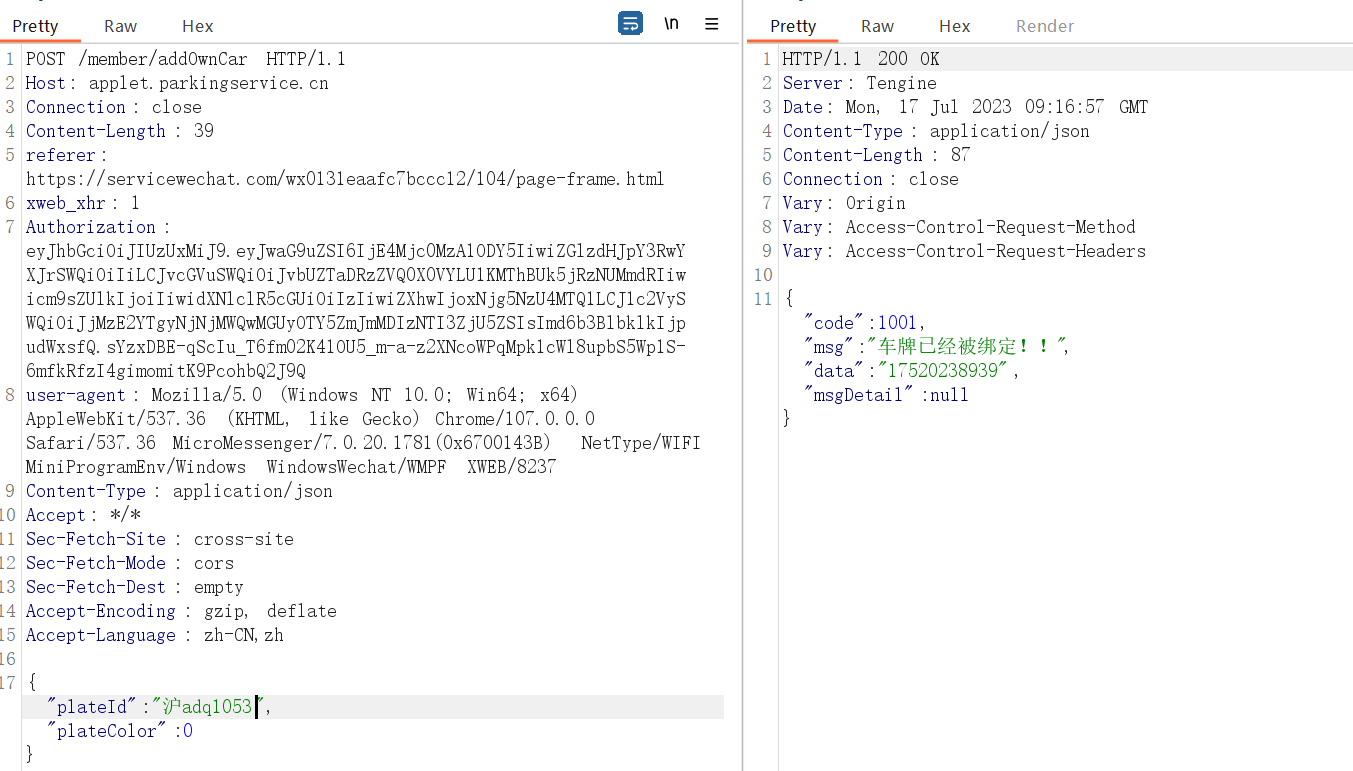 Pretty Raw Hex \n
1 POST /member/addOwnCar HTTP/1.1
2 Host: applet.parkingservice.cn
3 Connection: close
4 Content-Length: 39
5 referer:
https://servicewechat.com/wx0131eaafc7bccc12/104/page-frame.html
6 xweb_xhr: 1
7 Authorization:
eyJhbGciOiJIUzUxMiJ9.eyJwaG9uZSI6IjE4Mjc0MzA1ODY5IiwiZGlzdHJpY3RwY
XJrSWQiOiIiLCJvcGVuSWQiOiJvbUZTaDRzZVQ0X0VYLU1KMThBUk5jRzNUMmdRIiw
icm9sZUlkIjoiIiwidXNlclR5cGUiOiIzIiwiZXhwIjoxNjg5NzU4MTQ1LCJ1c2VyS
WQiOiJjMzE2YTgyNjNjMWQwMGUyOTY5ZmJmMDIzNTI3ZjU5ZSIsImd6b3BlbklkIjp
udWxsfQ.sYzxDBE-qScIu_T6fm02K410U5_m-a-z2XNcoWPqMpk1cWl8upbS5WplS-
6mfkRfzI4gimomitK9PcohbQ2J9Q
8 user-agent: Mozilla/5.0 (Windows NT 10.0; Win64; x64)
AppleWebKit/537.36 (KHTML, like Gecko) Chrome/107.0.0.0
Safari/537.36 MicroMessenger/7.0.20.1781(0x6700143B) NetType/WIFI
MiniProgramEnv/Windows WindowsWechat/WMPF XWEB/8237
9 Content-Type: application/json
10 Accept: */*
11 Sec-Fetch-Site: cross-site
12 Sec-Fetch-Mode: cors
13 Sec-Fetch-Dest: empty
14 Accept-Encoding: gzip, deflate
15 Accept-Language: zh-CN,zh
16
17 {
"plateId":"沪adq1053",
"plateColor":0
}
Pretty Raw Hex Render
1 HTTP/1.1 200 OK
2 Server: Tengine
3 Date: Mon, 17 Jul 2023 09:16:57 GMT
4 Content-Type: application/json
5 Content-Length: 87
6 Connection: close
7 Vary: Origin
8 Vary: Access-Control-Request-Method
9 Vary: Access-Control-Request-Headers
10
11 {
"code":1001,
"msg":"车牌已经被绑定！！",
"data":"17520238939",
"msgDetail":null
}